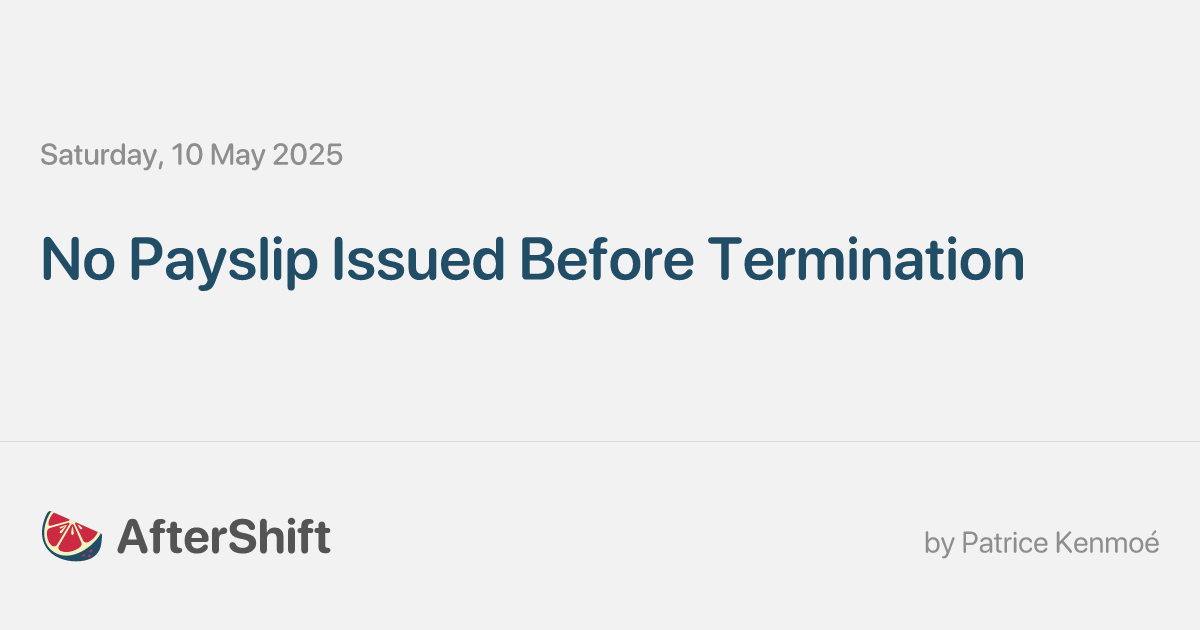 Saturday, 10 May 2025
No Payslip Issued Before Termination
AfterShift
by Patrice Kenmoé